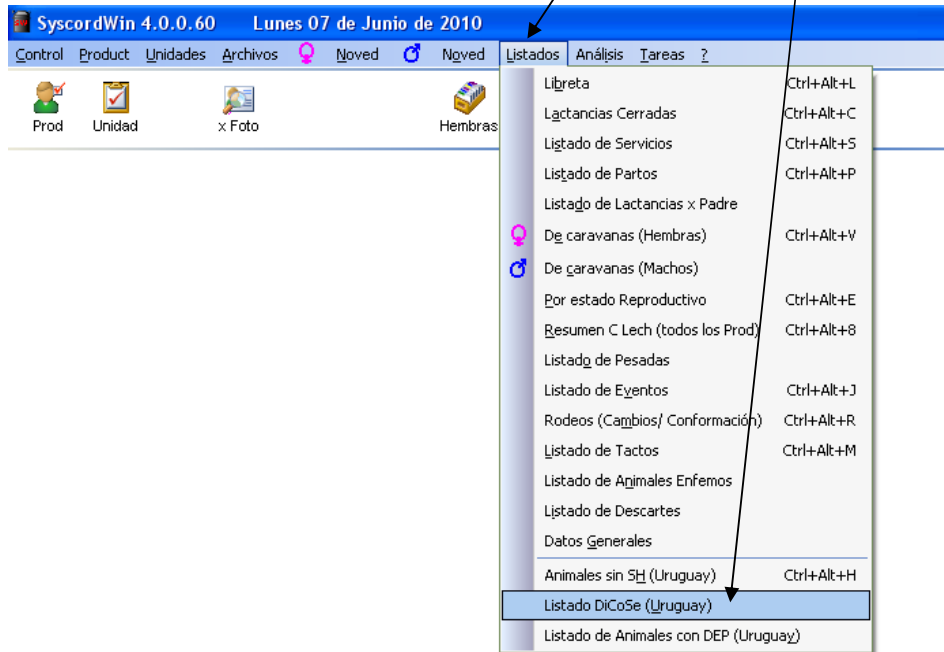 SyscordWin 4.0.0.60 Lunes 07 de Junio de 2010
Control Product Unidades Archivos Noved Noved Listados Análisis Tareas ?
Prod Unidad x Foto Hembras
Libreta Ctrl+Alt+L
Lactancias Cerradas Ctrl+Alt+C
Listado de Servicios Ctrl+Alt+S
Listado de Partos Ctrl+Alt+P
Listado de Lactancias x Padre
De caravanas (Hembras) Ctrl+Alt+V
De caravanas (Machos)
Por estado Reproductivo Ctrl+Alt+E
Resumen C Lech (todos los Prod) Ctrl+Alt+8
Listado de Pesadas
Listado de Eventos Ctrl+Alt+J
Rodeos (Cambios/ Conformación) Ctrl+Alt+R
Listado de Tactos Ctrl+Alt+M
Listado de Animales Enfemos
Listado de Descartes
Datos Generales
Animales sin SH (Uruguay) Ctrl+Alt+H
Listado DiCoSe (Uruguay)
Listado de Animales con DEP (Uruguay)